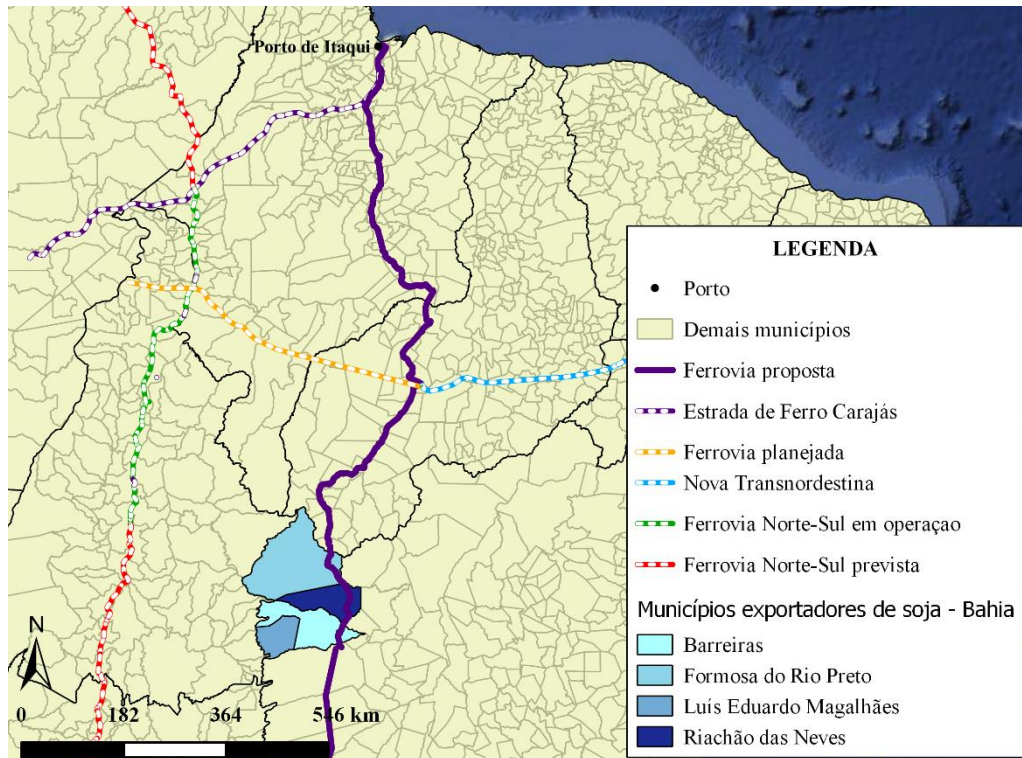 Porto de Itaqui
LEGENDA
Porto
Demais municípios
Ferrovia proposta
Estrada de Ferro Carajás
Ferrovia planejada
Nova Transnordestina
Ferrovia Norte-Sul em operaçao
Ferrovia Norte-Sul prevista
Municípios exportadores de soja - Bahia
Barreiras
Formosa do Rio Preto
Luís Eduardo Magalhães
Riachão das Neves
N
0 182 364 546 km